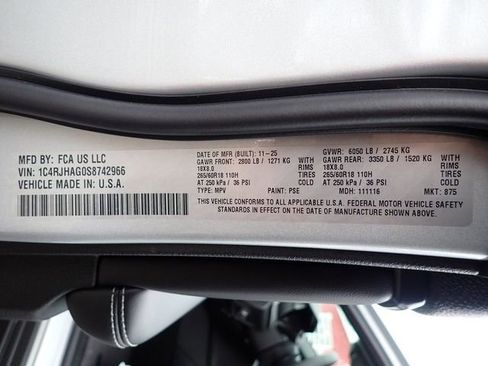 MFD BY: FCA US LLC
VIN: 1C4RJHAG0S8742966
VEHICLE MADE IN: U.S.A.
DATE OF MFR (BUILT): 11-25 GVWR: 6050 LB / 2745 KG
GAWR FRONT: 2800 LB / 1271 KG WITH GAWR REAR: 3350 LB / 1520 KG WITH
18X8.0 RIMS 18X8.0 RIMS
265/60R18 110H TIRES 265/60R18 110H TIRES
AT 250 kPa / 36 PSI COLD AT 250 kPa / 36 PSI COLD
TYPE: MPV PAINT: PSE MDH: 111116 MKT: 875
THIS VEHICLE CONFORMS TO ALL APPLICABLE U.S.A. FEDERAL MOTOR VEHICLE SAFETY
STANDARDS IN EFFECT ON THE DATE OF MANUFACTURE SHOWN ABOVE